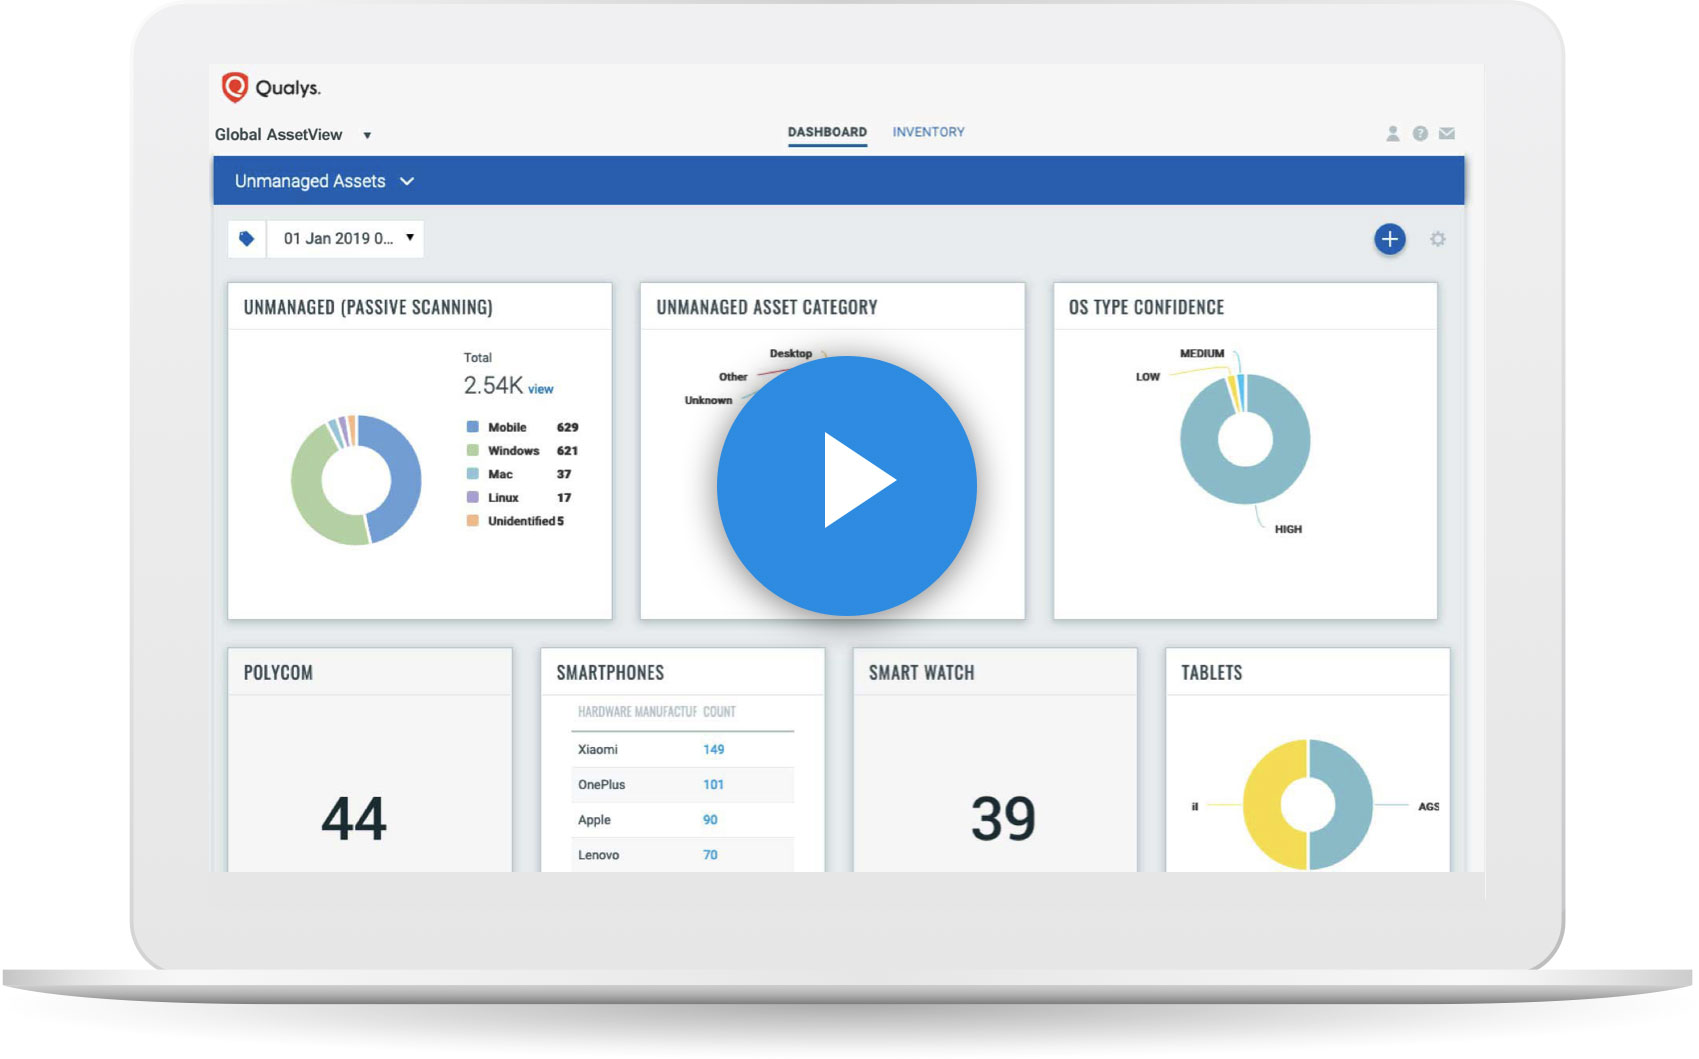 Qualys.
Global AssetView
DASHBOARD
INVENTORY
Unmanaged Assets
01 Jan 2019 0...
UNMANAGED (PASSIVE SCANNING)
Total
2.54K view
Mobile 629
Windows 621
Mac 37
Linux 17
Unidentified 5
UNMANAGED ASSET CATEGORY
Desktop
Other
Unknown
OS TYPE CONFIDENCE
MEDIUM
LOW
HIGH
POLYCOM
44
SMARTPHONES
HARDWARE MANUFACTUF COUNT
Xiaomi 149
OnePlus 101
Apple 90
Lenovo 70
SMART WATCH
39
TABLETS
il
AGS